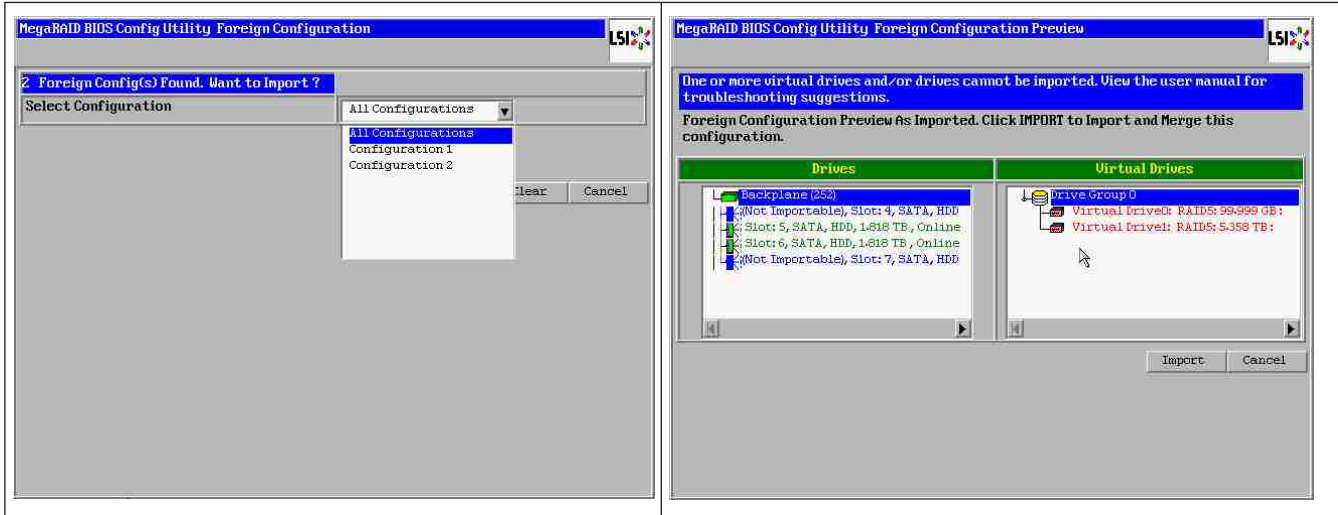 MegaRAID BIOS Config Utility Foreign Configuration
LSI
2 Foreign Config(s) Found. Want to Import ?
Select Configuration
All Configurations
All Configurations
Configuration 1
Configuration 2
Clear
Cancel
MegaRAID BIOS Config Utility Foreign Configuration Preview
LSI
One or more virtual drives and/or drives cannot be imported. View the user manual for
troubleshooting suggestions.
Foreign Configuration Preview As Imported. Click IMPORT to Import and Merge this
configuration.
Drives
Backplane (252)
(Not Importable), Slot: 4, SATA, HDD
Slot: 5, SATA, HDD, 1.818 TB, Online
Slot: 6, SATA, HDD, 1.818 TB, Online
(Not Importable), Slot: 7, SATA, HDD
Virtual Drives
Drive Group 0
Virtual Drive0: RAID5: 99.999 GB:
Virtual Drive1: RAID5: 5.358 TB:
Import
Cancel